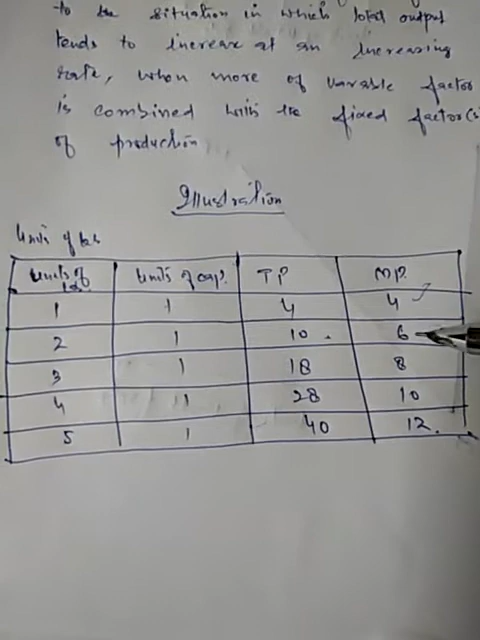 to the situation in which total output
tends to increase at an increasing
rate, when more of variable factor
is combined with the fixed factor(s)
of production
Illustration
Units of
Units of lab. Units of cap. TP MP
1 1 4 4
2 1 10 6
3 1 18 8
4 1 28 10
5 1 40 12